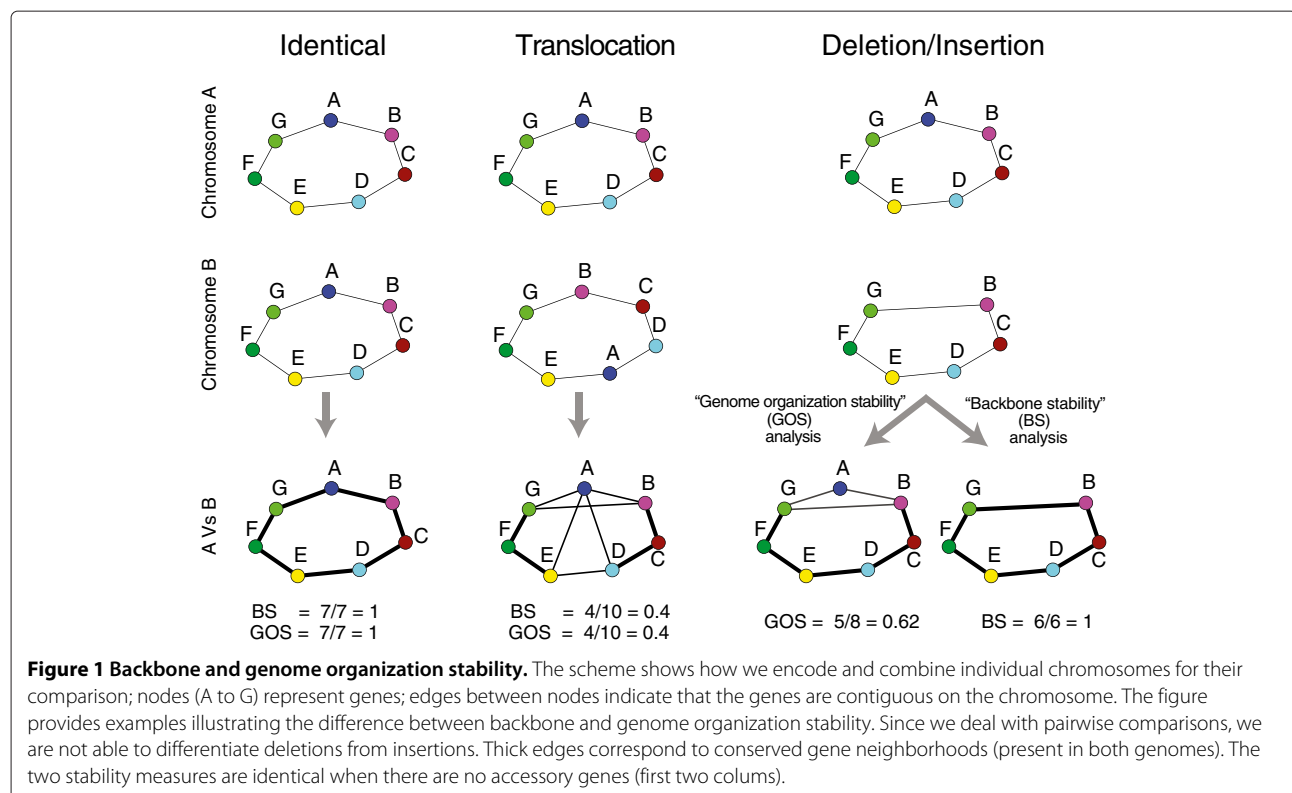 Identical Translocation Deletion/Insertion
Chromosome A
A A A
G B G B G B
C C C
F F F
E D E D E D
Chromosome B
A B
G B G C G B
C D C
F F F
E D E A E D
“Genome organization stability” “Backbone stability”
(GOS) (BS)
analysis analysis
A Vs B
A A A
G B G B G B G B
F C F C F C F C
E D E D E D E D
BS = 7/7 = 1 BS = 4/10 = 0.4 GOS = 5/8 = 0.62 BS = 6/6 = 1
GOS = 7/7 = 1 GOS = 4/10 = 0.4
Figure 1 Backbone and genome organization stability. The scheme shows how we encode and combine individual chromosomes for their
comparison; nodes (A to G) represent genes; edges between nodes indicate that the genes are contiguous on the chromosome. The figure
provides examples illustrating the difference between backbone and genome organization stability. Since we deal with pairwise comparisons, we
are not able to differentiate deletions from insertions. Thick edges correspond to conserved gene neighborhoods (present in both genomes). The
two stability measures are identical when there are no accessory genes (first two colums).